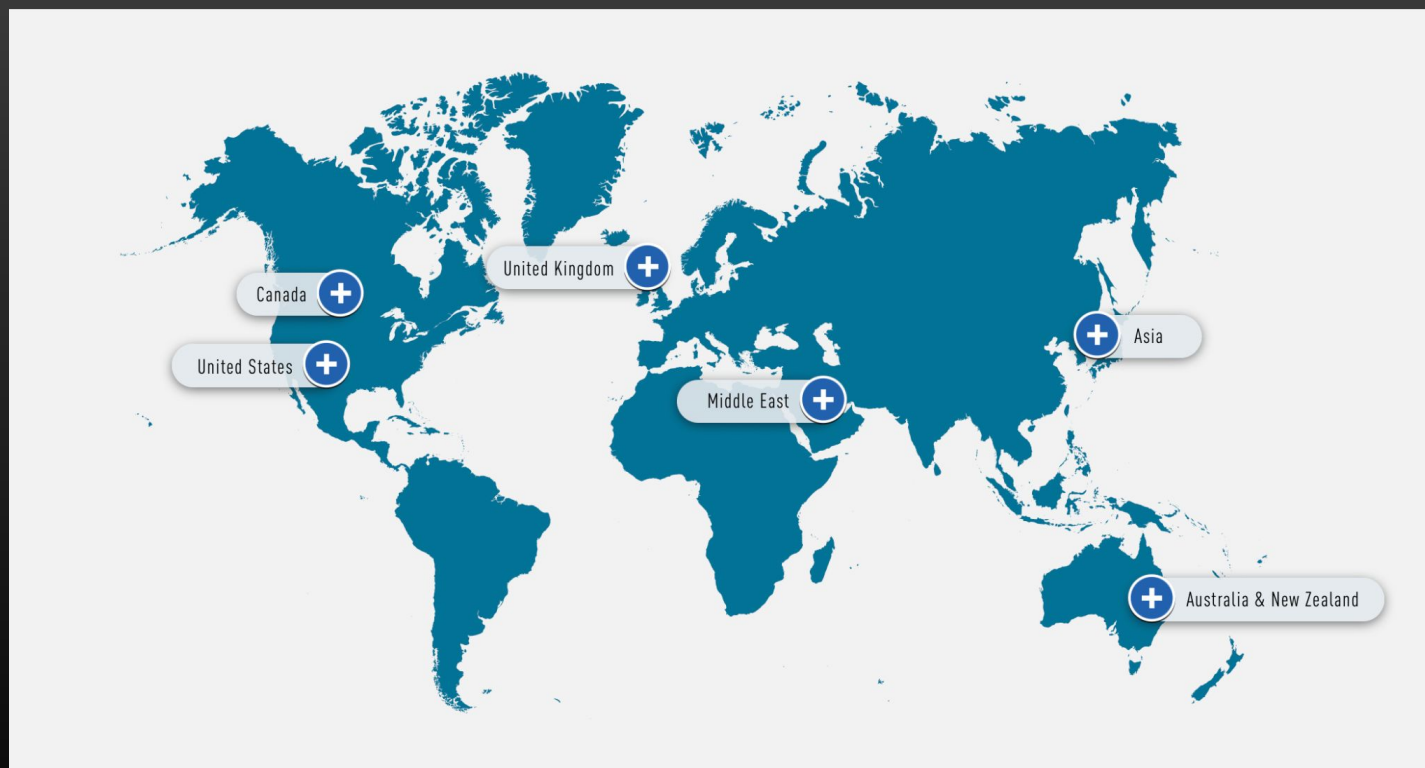 United Kingdom
Canada
Asia
United States
Middle East
Australia & New Zealand